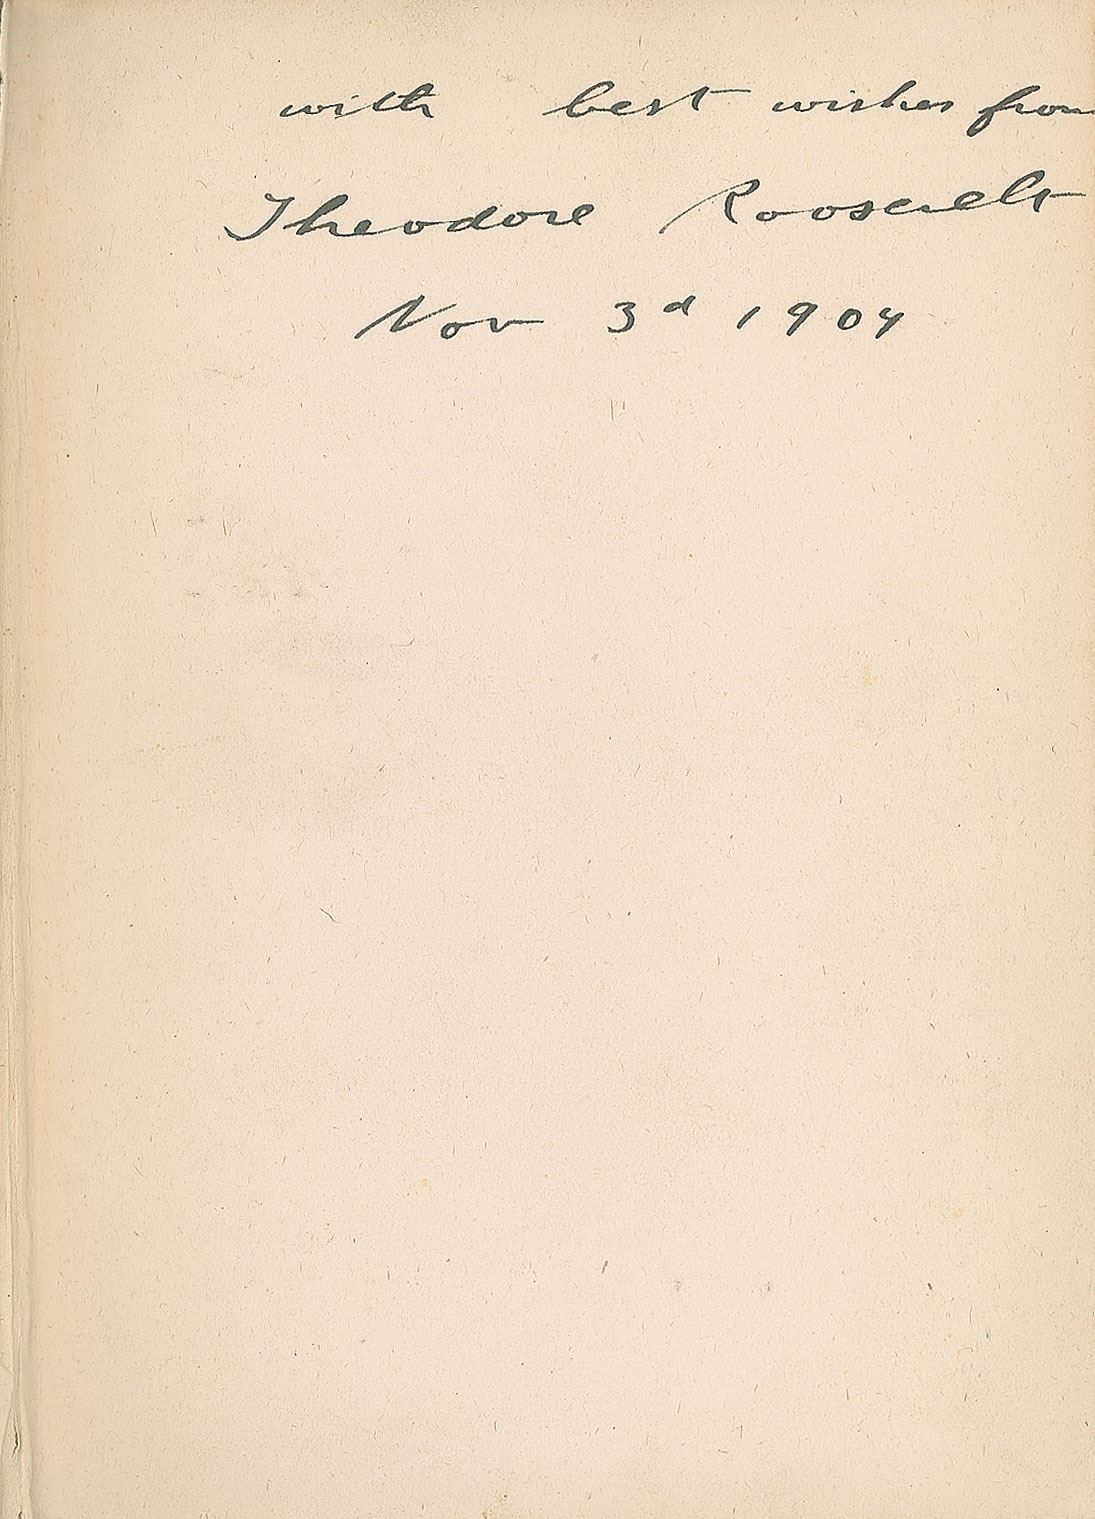 with best wishes from
Theodore Roosevelt
Nov 3d 1904